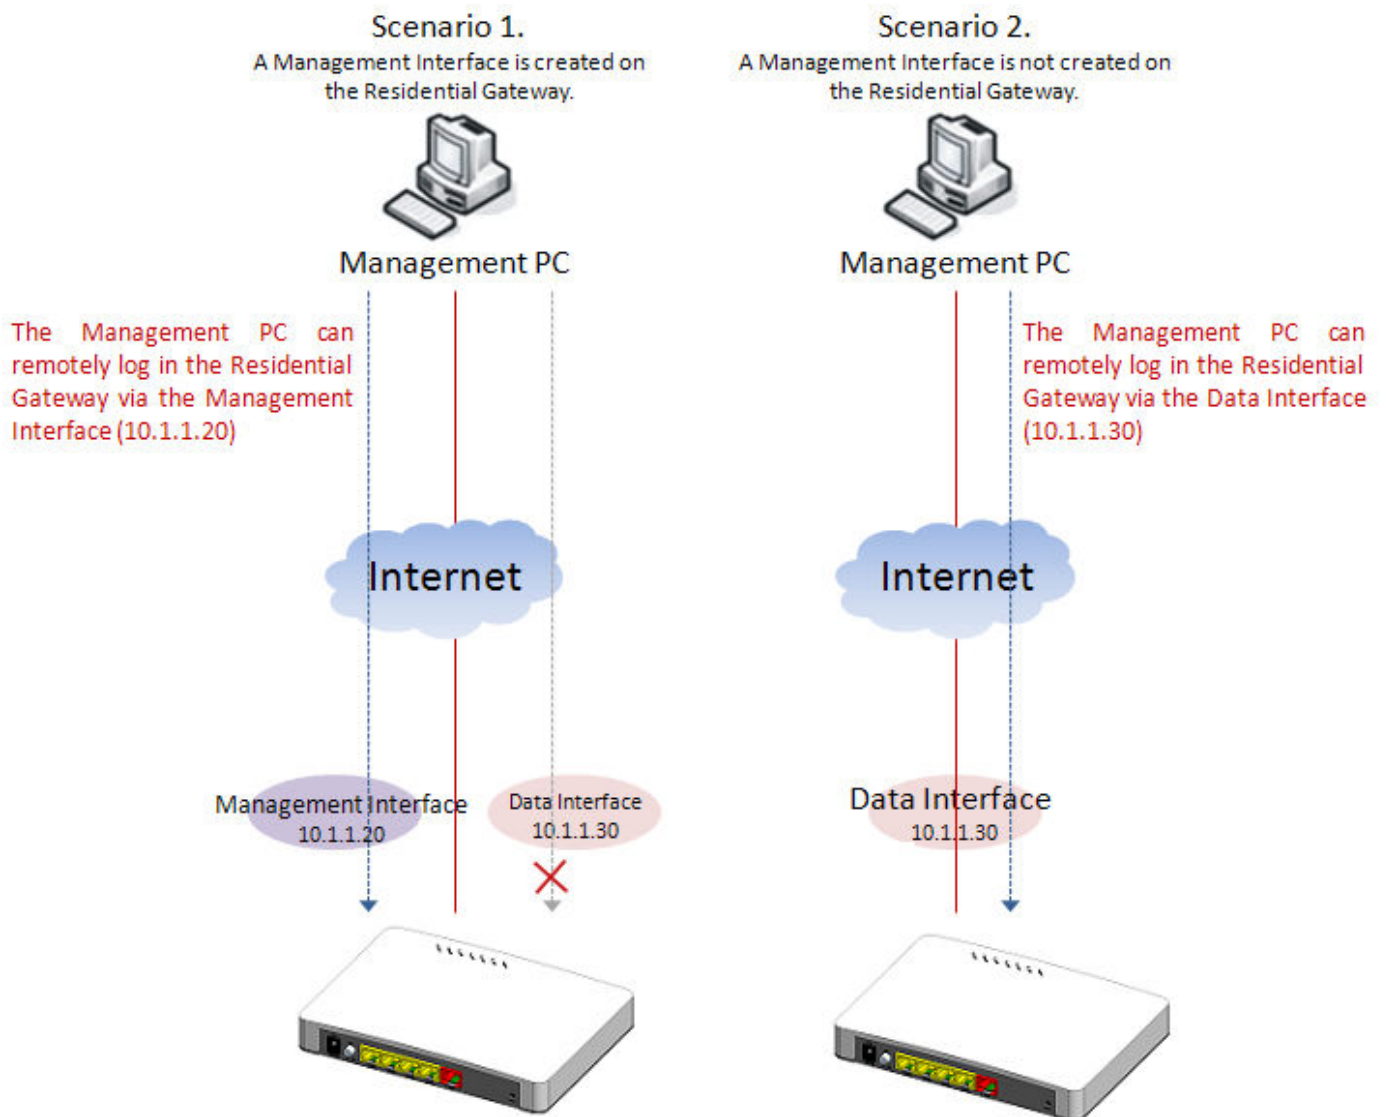 Scenario 1.
A Management Interface is created on
the Residential Gateway.
Management PC
The Management PC can
remotely log in the Residential
Gateway via the Management
Interface (10.1.1.20)
Internet
Management Interface
10.1.1.20
Data Interface
10.1.1.30
Scenario 2.
A Management Interface is not created on
the Residential Gateway.
Management PC
The Management PC can
remotely log in the Residential
Gateway via the Data Interface
(10.1.1.30)
Internet
Data Interface
10.1.1.30